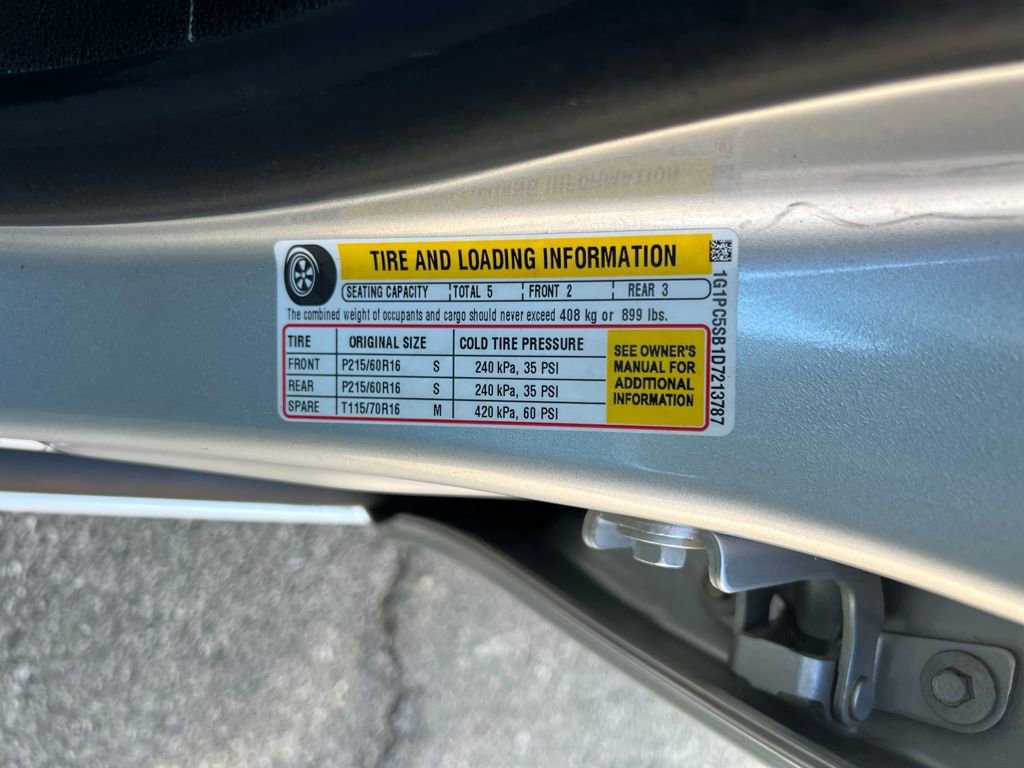 TIRE AND LOADING INFORMATION
SEATING CAPACITY TOTAL 5 FRONT 2 REAR 3
The combined weight of occupants and cargo should never exceed 408 kg or 899 lbs.
TIRE ORIGINAL SIZE COLD TIRE PRESSURE
FRONT P215/60R16 S 240 kPa, 35 PSI
REAR P215/60R16 S 240 kPa, 35 PSI
SPARE T115/70R16 M 420 kPa, 60 PSI
SEE OWNER'S
MANUAL FOR
ADDITIONAL
INFORMATION
1G1PC5SB1D7213787